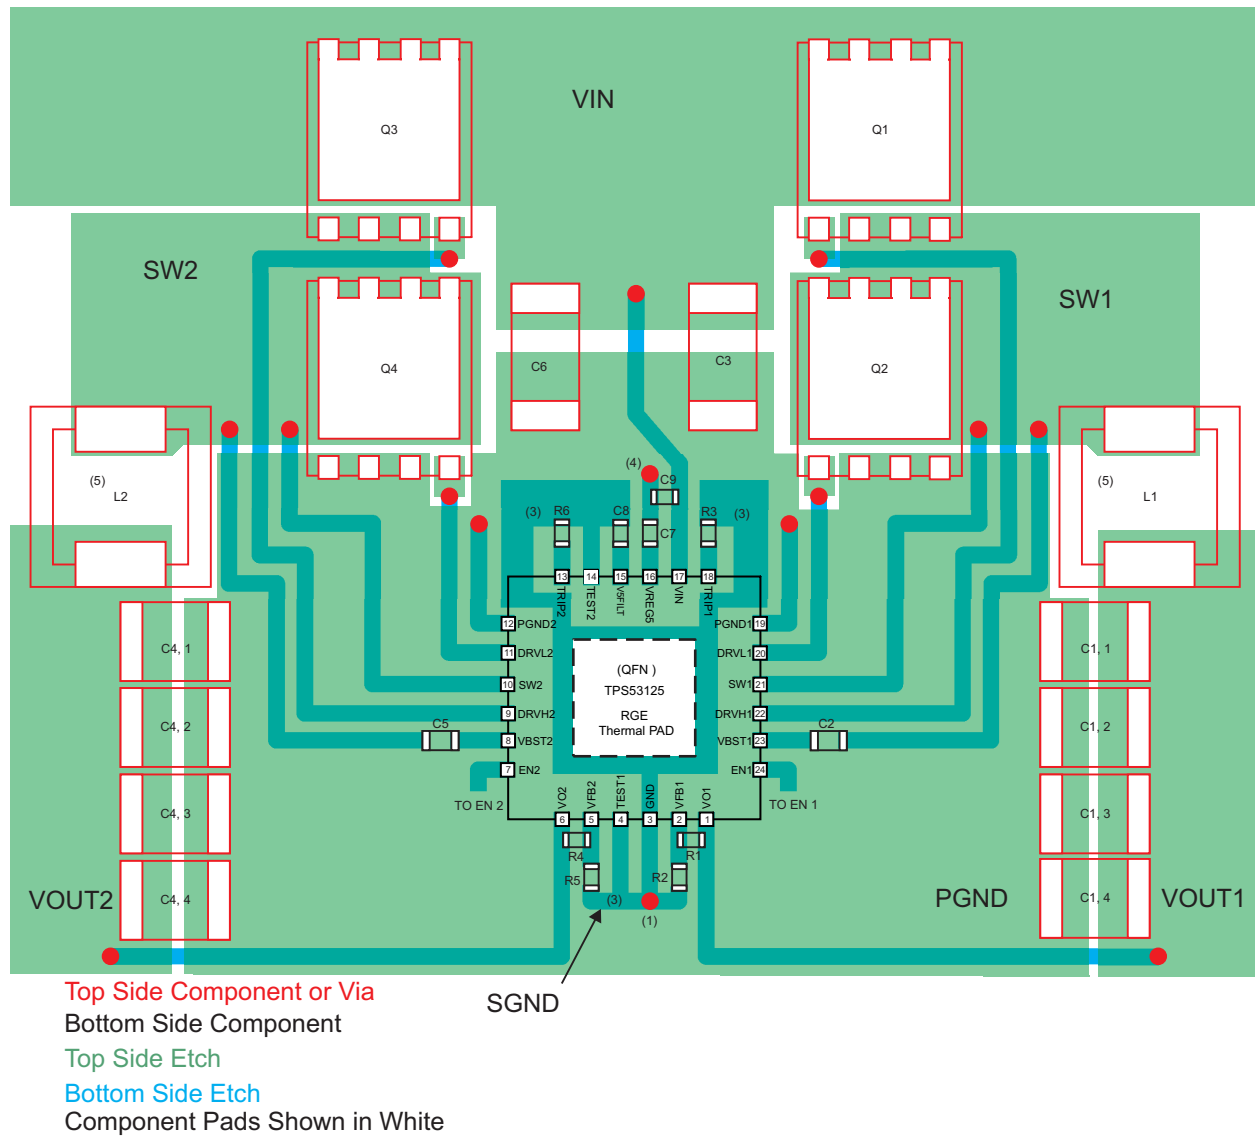 VIN
Q3
Q1
SW2
SW1
Q4
C6
C3
Q2
(5)
L2
(5)
L1
(4)
C9
(3)
R6
C8
C7
R3
(3)
13
14
15
16
17
18
TRIP2
TEST2
V5FILT
VREG5
VIN
TRIP1
12
PGND2
PGND1
19
11
DRVL2
DRVL1
20
10
SW2
SW1
21
9
DRVH2
DRVH1
22
8
VBST2
VBST1
23
7
EN2
EN1
24
(QFN )
TPS53125
RGE
Thermal PAD
C5
C2
TO EN 2
TO EN 1
VO2
VFB2
TEST1
GND
VFB1
VO1
6
5
4
3
2
1
R4
R1
R5
R2
(3)
(1)
C4, 1
C4, 2
C4, 3
C4, 4
C1, 1
C1, 2
C1, 3
C1, 4
VOUT2
PGND
VOUT1
SGND
Top Side Component or Via
Bottom Side Component
Top Side Etch
Bottom Side Etch
Component Pads Shown in White